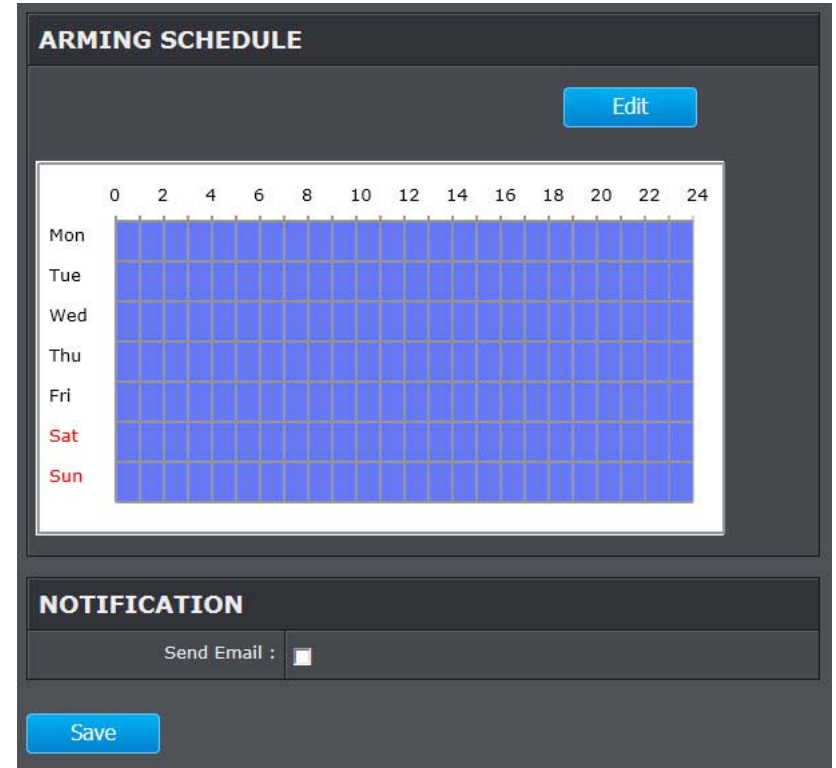 ARMING SCHEDULE
Edit
0 2 4 6 8 10 12 14 16 18 20 22 24
Mon
Tue
Wed
Thu
Fri
Sat
Sun
NOTIFICATION
Send Email :
Save